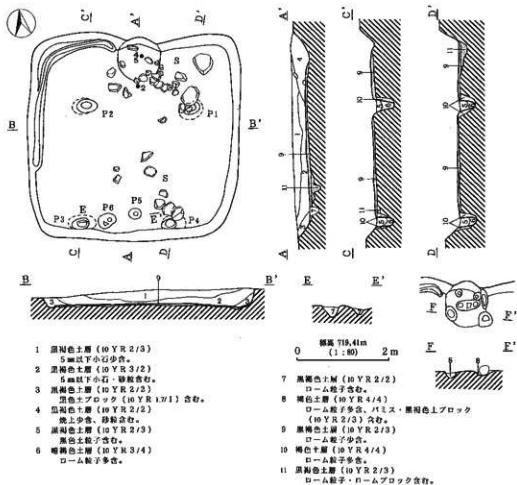 C' A' D'
S
P2 P1
B B'
S
E P6 P5 E'
P3 P4
C A D
A' C' D'
A C D
B 9 B'
3 1 2 3
E E'
7
標高 719.41m
0 (1:80) 2m
F F'
F F'
5 8
1 黒褐色土層 (10YR2/3)
5㎜以下小石少含。
2 黒褐色土層 (10YR3/2)
5㎜以下小石・砂粒含む。
3 黒褐色土層 (10YR2/2)
黒色土ブロック (10YR1.7/1) 含む。
4 黒褐色土層 (10YR2/2)
焼土少含、砂粒含む。
5 黒褐色土層 (10YR2/3)
黒色土粒子含む。
6 暗褐色土層 (10YR3/4)
ローム粒子多含。
7 黒褐色土層 (10YR2/2)
ローム粒子含む。
8 褐色土層 (10YR4/4)
ローム粒子多含、パミス・黒褐色土ブロック
(10YR2/3) 含む。
9 黒褐色土層 (10YR2/3)
ローム粒子少含。
10 褐色土層 (10YR4/4)
ローム粒子多含。
11 黒褐色土層 (10YR2/3)
ローム粒子・ロームブロック含む。